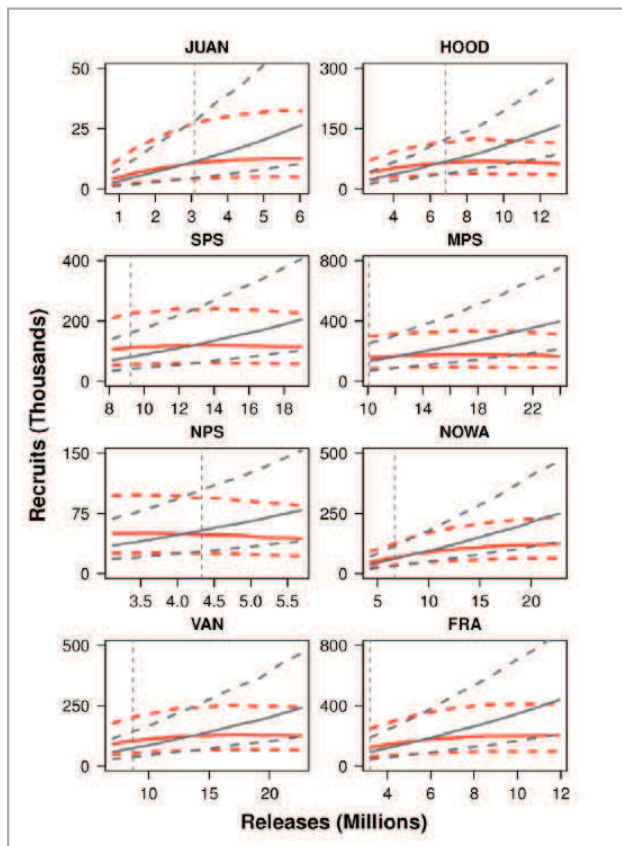 JUAN HOOD
50 25 0
300 150 0
1 2 3 4 5 6
4 6 8 10 12
SPS MPS
400 200 0
800 400 0
8 10 12 14 16 18
10 14 18 22
NPS NOWA
150 75 0
500 250 0
3.5 4.0 4.5 5.0 5.5
5 10 15 20
VAN FRA
500 250 0
800 400 0
10 15 20
4 6 8 10 12
Recruits (Thousands)
Releases (Millions)